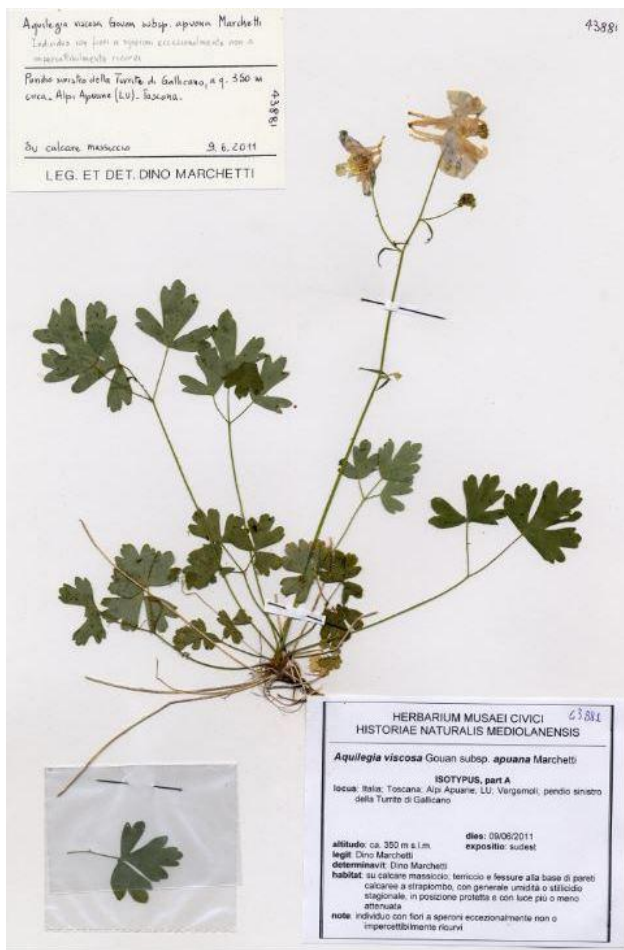 Aquilegia viscosa Gouan subsp. apuana Marchetti
Individuo con fiori a speroni eccezionalmente non o
impercettibilmente ricurvi
Pendio sinistro della Turrite di Gallicano, a q. 350 m
circa. Alpi Apuane (LU). Toscana.
43881
Su calcare massiccio 9.6.2011
LEG. ET DET. DINO MARCHETTI
43881
HERBARIUM MUSAEI CIVICI 43881
HISTORIAE NATURALIS MEDIOLANENSIS
Aquilegia viscosa Gouan subsp. apuana Marchetti
ISOTYPUS, part A
locus: Italia; Toscana; Alpi Apuane, LU; Vergemoli, pendio sinistro
della Turrite di Gallicano
dies: 09/06/2011
altitudo: ca. 350 m s.l.m. expositio: sudest
legit: Dino Marchetti
determinavit: Dino Marchetti
habitat: su calcare massiccio; terriccio e fessure alla base di pareti
calcaree a strapiombo, con generale umidità o stillicidio
stagionale, in posizione protetta e con luce più o meno
attenuata
note: individuo con fiori a speroni eccezionalmente non o
impercettibilmente ricurvi